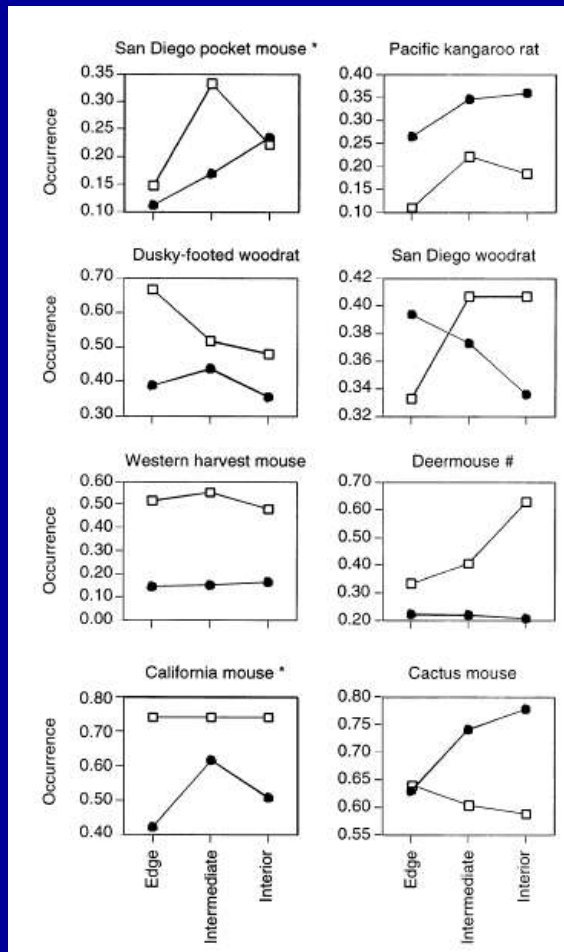 San Diego pocket mouse *
Occurrence
0.35
0.30
0.25
0.20
0.15
0.10
Pacific kangaroo rat
0.40
0.35
0.30
0.25
0.20
0.15
0.10
Dusky-footed woodrat
Occurrence
0.70
0.60
0.50
0.40
0.30
San Diego woodrat
0.42
0.40
0.38
0.36
0.34
0.32
Western harvest mouse
Occurrence
0.60
0.50
0.40
0.30
0.20
0.10
0.00
Deermouse #
0.70
0.60
0.50
0.40
0.30
0.20
California mouse *
Occurrence
0.80
0.70
0.60
0.50
0.40
Edge
Intermediate
Interior
Cactus mouse
0.80
0.75
0.70
0.65
0.60
0.55
Edge
Intermediate
Interior